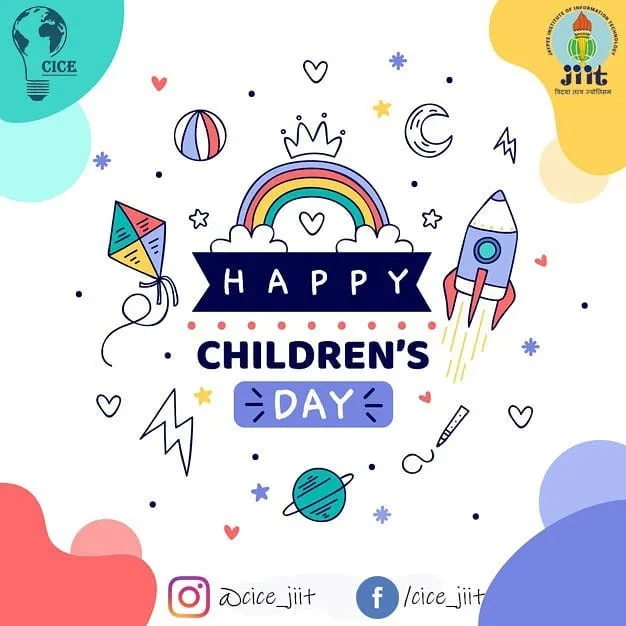 CICE
JAYPEE INSTITUTE OF INFORMATION TECHNOLOGY
jiit
विद्या तत्व ज्योतिसम
HAPPY
CHILDREN'S
DAY
@cice_jiit
/cice_jiit